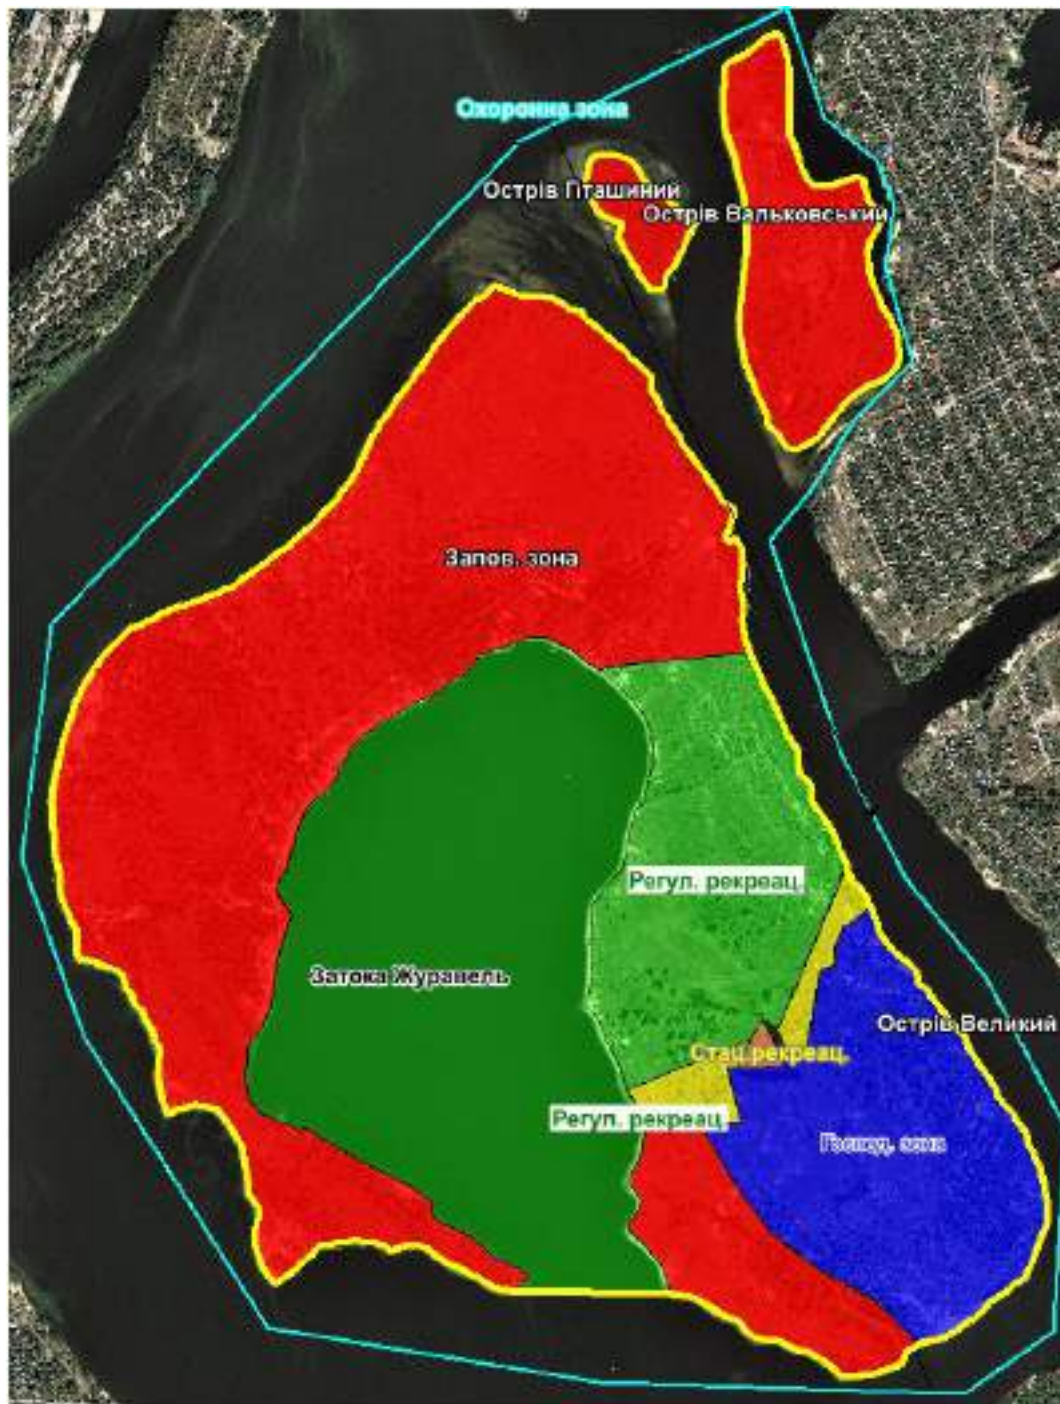 Охоронна зона
Острів Пташиний
Острів Вальковський
Запов. зона
Регул. рекреац.
Затока Журавель
Острів Великий
Стац.рекреац.
Регул. рекреац.
Господ. зона